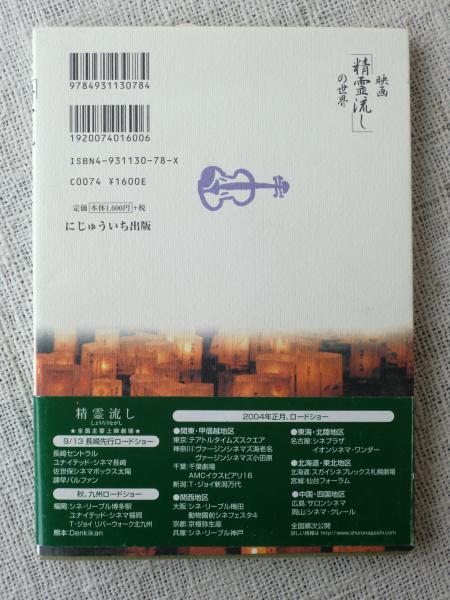 映画
「精霊流し」
の世界
9784931130784
1920074016006
ISBN4-931130-78-X
C0074 ¥1600E
定価 本体1,600円 +税
にじゅういち出版
精霊流し
しょうろうながし
★全国主要上映劇場★
9/13 長崎先行ロードショー
長崎セントラル
ユナイテッド・シネマ長崎
佐世保シネマボックス太陽
諫早パルファン
秋、九州ロードショー
福岡:シネ・リーブル博多駅
ユナイテッド・シネマ福岡
T・ジョイ リバーウォーク北九州
熊本:Denkikan
2004年正月、ロードショー
●関東・甲信越地区
東京:テアトルタイムズスクエア
神奈川:ヴァージンシネマズ海老名
ヴァージンシネマズ小田原
千葉:千葉劇場
AMCイクスピアリ16
新潟:T・ジョイ新潟万代
●関西地区
大阪:シネ・リーブル梅田
動物園前シネフェスタ4
京都:京極弥生座
兵庫:シネ・リーブル神戸
●東海・北陸地区
名古屋:シネプラザ
イオンシネマ・ワンダー
●北海道・東北地区
北海道:スガイシネプレックス札幌劇場
宮城:仙台フォーラム
●中国・四国地区
広島:サロンシネマ
岡山:シネマ・クレール
全国順次公開
詳しい情報は http://www.shoronagashi.com